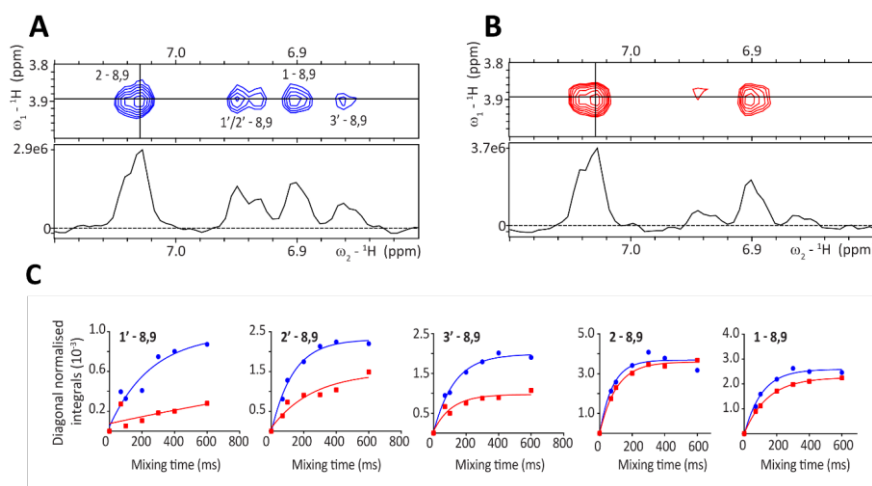 A
B
7.0 6.9
7.0 6.9
ω1 - 1H (ppm)
3.8
3.9
2 - 8,9
1 - 8,9
1'/2' - 8,9
3' - 8,9
ω1 - 1H (ppm)
3.8
3.9
2.9e6
0
7.0 6.9
ω2 - 1H (ppm)
3.7e6
0
7.0 6.9
ω2 - 1H (ppm)
C
Diagonal normalised
integrals (10-3)
1' - 8,9
1.0
0.8
0.6
0.4
0.2
0
0 200 400 600 800
Mixing time (ms)
2' - 8,9
2.5
1.5
0.5
0
0 200 400 600 800
Mixing time (ms)
3' - 8,9
2.5
1.5
0.5
0
0 200 400 600 800
Mixing time (ms)
2 - 8,9
5.0
4.0
3.0
2.0
1.0
0
0 200 400 600
Mixing time (ms)
1 - 8,9
4.0
3.0
2.0
1.0
0
0 200 400 600
Mixing time (ms)